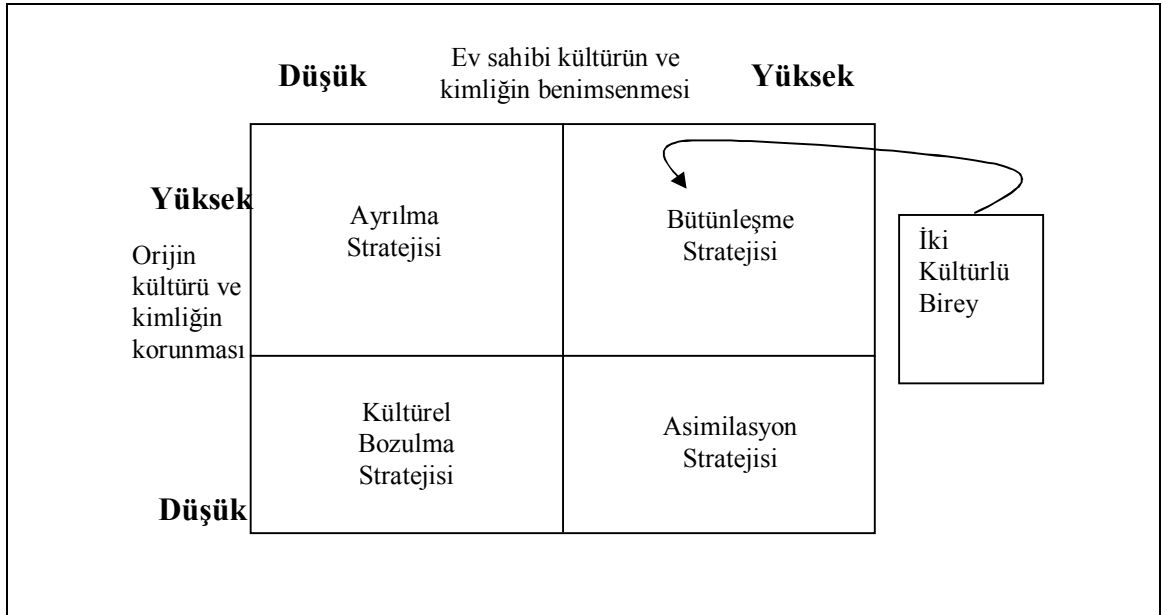 Ev sahibi kültürün ve
kimliğin benimsenmesi
Düşük
Yüksek
Yüksek
Orijin
kültürü ve
kimliğin
korunması
Düşük
Ayrılma
Stratejisi
Bütünleşme
Stratejisi
İki
Kültürlü
Birey
Kültürel
Bozulma
Stratejisi
Asimilasyon
Stratejisi